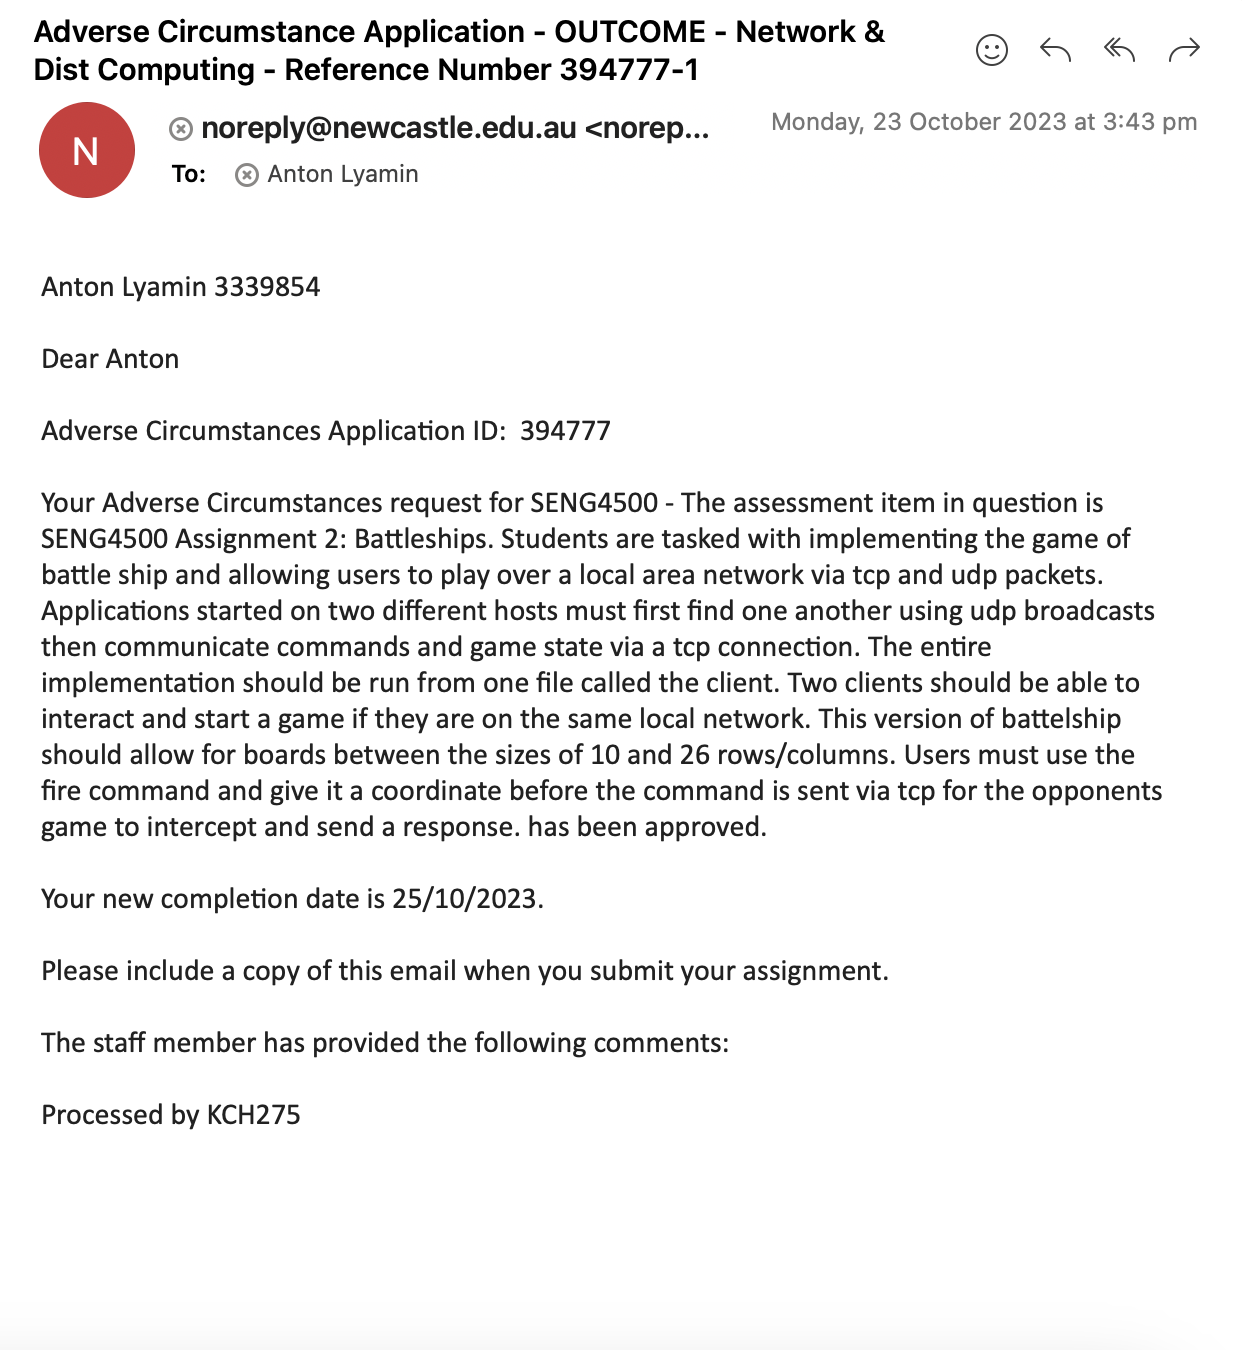 Adverse Circumstance Application - OUTCOME - Network &
Dist Computing - Reference Number 394777-1
N
noreply@newcastle.edu.au <norep...
Monday, 23 October 2023 at 3:43 pm
To: Anton Lyamin
Anton Lyamin 3339854
Dear Anton
Adverse Circumstances Application ID:  394777
Your Adverse Circumstances request for SENG4500 - The assessment item in question is
SENG4500 Assignment 2: Battleships. Students are tasked with implementing the game of
battle ship and allowing users to play over a local area network via tcp and udp packets.
Applications started on two different hosts must first find one another using udp broadcasts
then communicate commands and game state via a tcp connection. The entire
implementation should be run from one file called the client. Two clients should be able to
interact and start a game if they are on the same local network. This version of battelship
should allow for boards between the sizes of 10 and 26 rows/columns. Users must use the
fire command and give it a coordinate before the command is sent via tcp for the opponents
game to intercept and send a response. has been approved.
Your new completion date is 25/10/2023.
Please include a copy of this email when you submit your assignment.
The staff member has provided the following comments:
Processed by KCH275